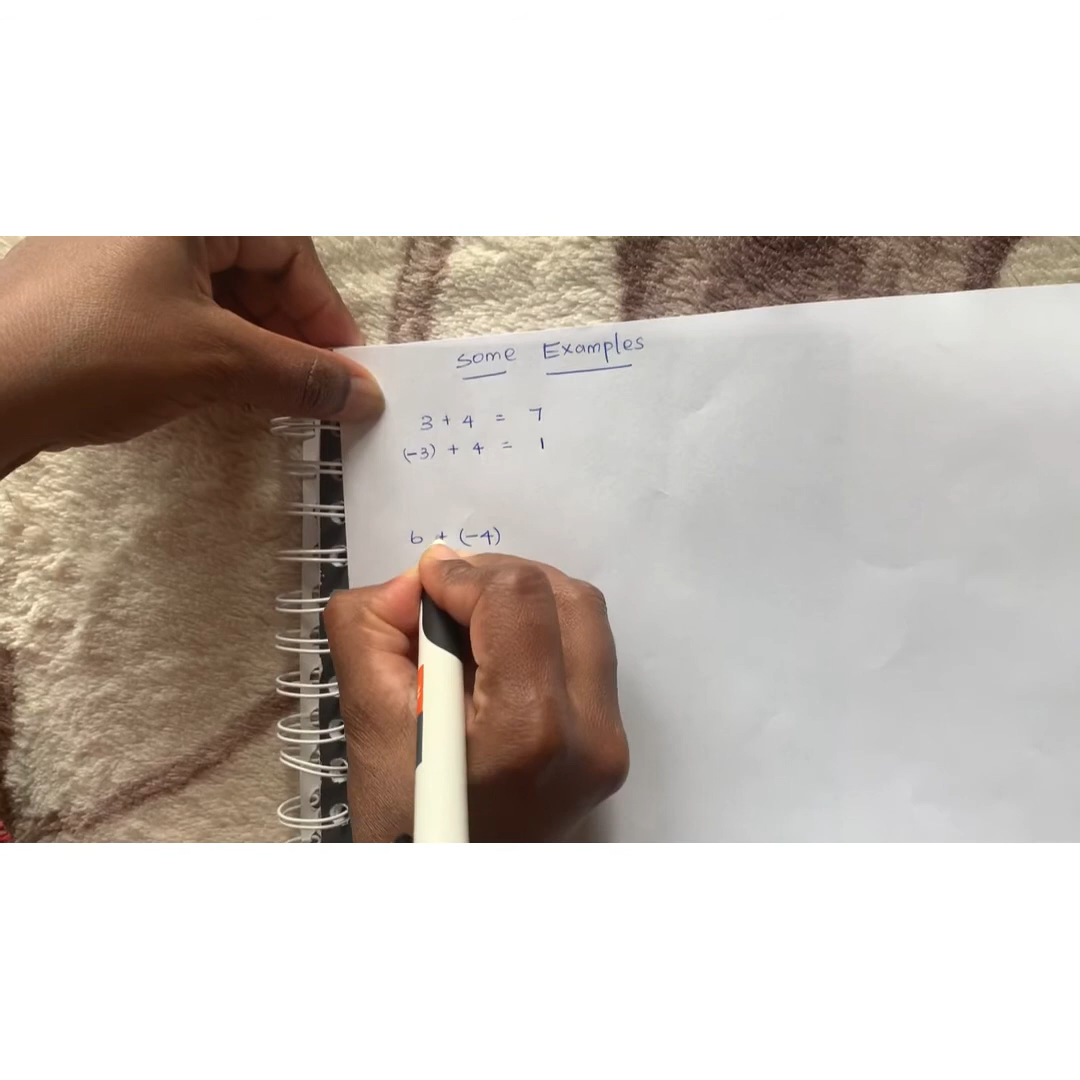 Some Examples
3 + 4 = 7
(-3) + 4 = 1
6 + (-4)